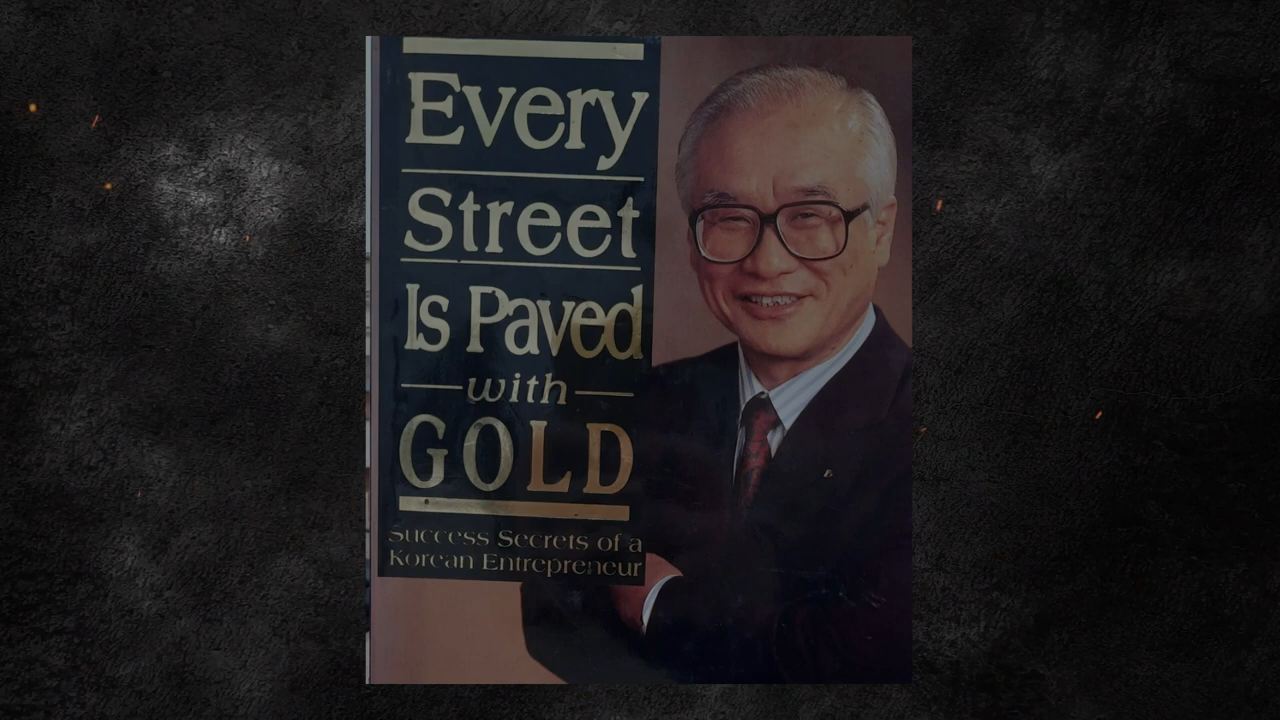 Every
Street
Is Paved
with
GOLD
Success Secrets of a
Korean Entrepreneur